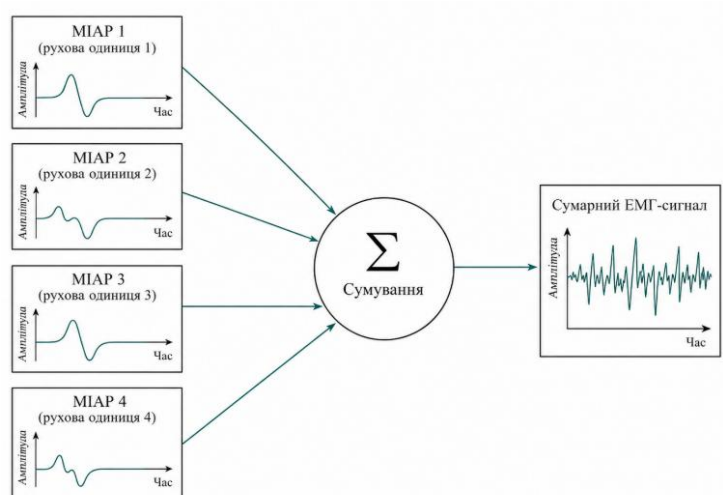 МІАР 1
(рухова одиниця 1)
Амплітуда
Час
МІАР 2
(рухова одиниця 2)
Амплітуда
Час
МІАР 3
(рухова одиниця 3)
Амплітуда
Час
МІАР 4
(рухова одиниця 4)
Амплітуда
Час
Σ
Сумування
Сумарний ЕМГ-сигнал
Амплітуда
Час